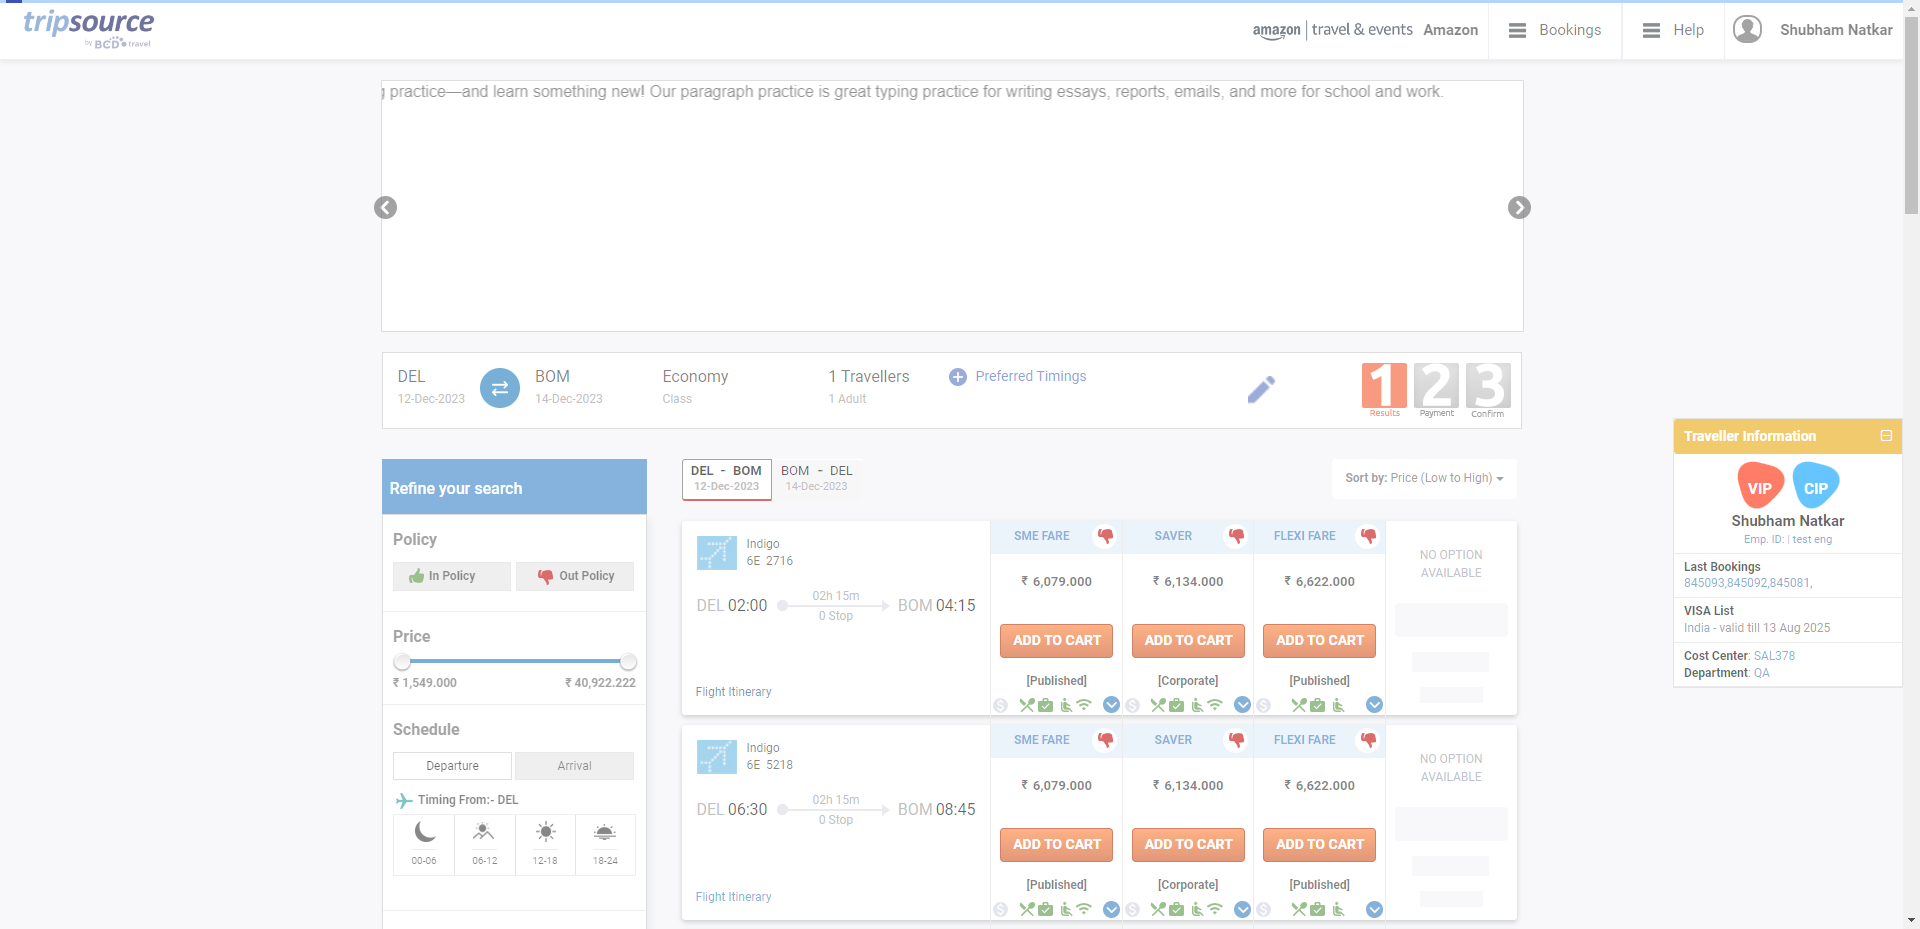 tripsource
by BCD travel
amazon | travel & events Amazon
Bookings
Help
Shubham Natkar
g practice—and learn something new! Our paragraph practice is great typing practice for writing essays, reports, emails, and more for school and work.
DEL
12-Dec-2023
BOM
14-Dec-2023
Economy
Class
1 Travellers
1 Adult
Preferred Timings
1 2 3
Results Payment Confirm
Refine your search
Policy
In Policy Out Policy
Price
₹ 1,549.000 ₹ 40,922.222
Schedule
Departure Arrival
Timing From:- DEL
00-06 06-12 12-18 18-24
DEL - BOM
12-Dec-2023
BOM - DEL
14-Dec-2023
Sort by: Price (Low to High)
Indigo
6E 2716
DEL 02:00
02h 15m
0 Stop
BOM 04:15
Flight Itinerary
SME FARE
₹ 6,079.000
ADD TO CART
[Published]
SAVER
₹ 6,134.000
ADD TO CART
[Corporate]
FLEXI FARE
₹ 6,622.000
ADD TO CART
[Published]
NO OPTION
AVAILABLE
Indigo
6E 5218
DEL 06:30
02h 15m
0 Stop
BOM 08:45
Flight Itinerary
SME FARE
₹ 6,079.000
ADD TO CART
[Published]
SAVER
₹ 6,134.000
ADD TO CART
[Corporate]
FLEXI FARE
₹ 6,622.000
ADD TO CART
[Published]
NO OPTION
AVAILABLE
Traveller Information
VIP CIP
Shubham Natkar
Emp. ID: | test eng
Last Bookings
845093,845092,845081,
VISA List
India - valid till 13 Aug 2025
Cost Center: SAL378
Department: QA